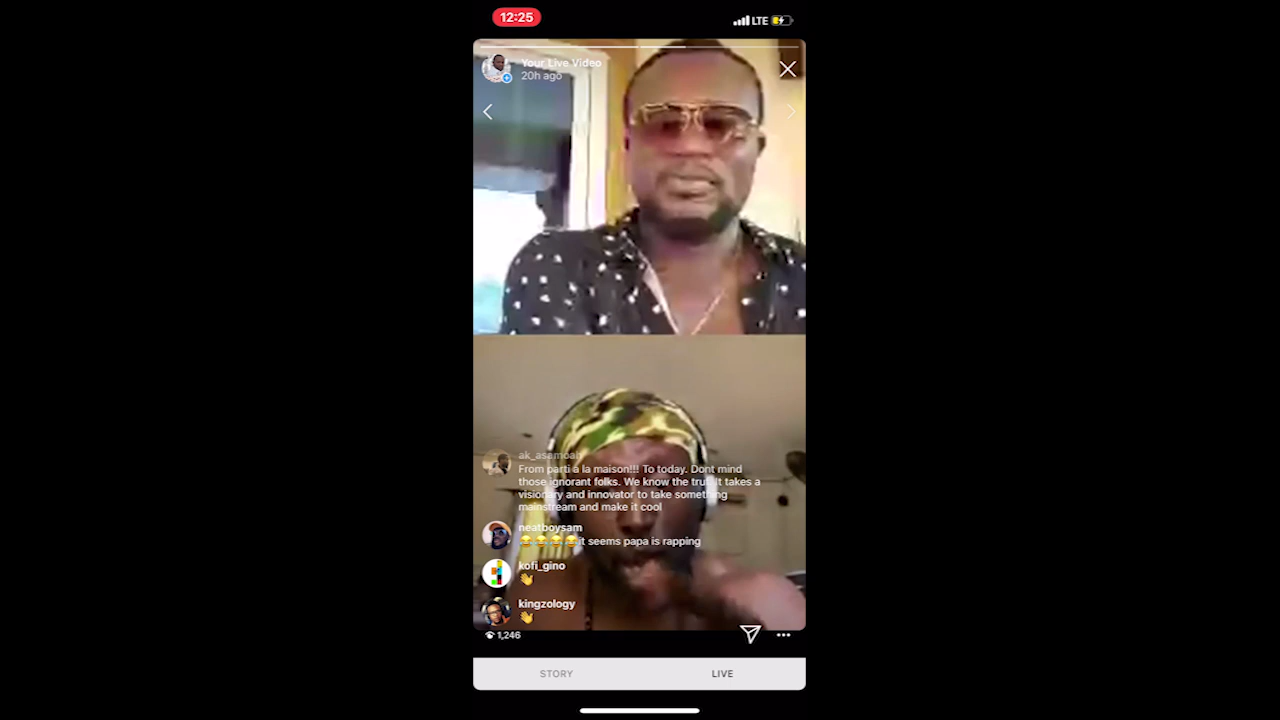 12:25
LTE
Your Live Video
20h ago
ak_asamoah
From parti a la maison!!! To today. Dont mind
those ignorant folks. We know the trut It takes a
visionary and innovator to take something
mainstream and make it cool
neatboysam
😂😂😂😂it seems papa is rapping
kofi_gino
👋
kingzology
👋
1,246
STORY
LIVE